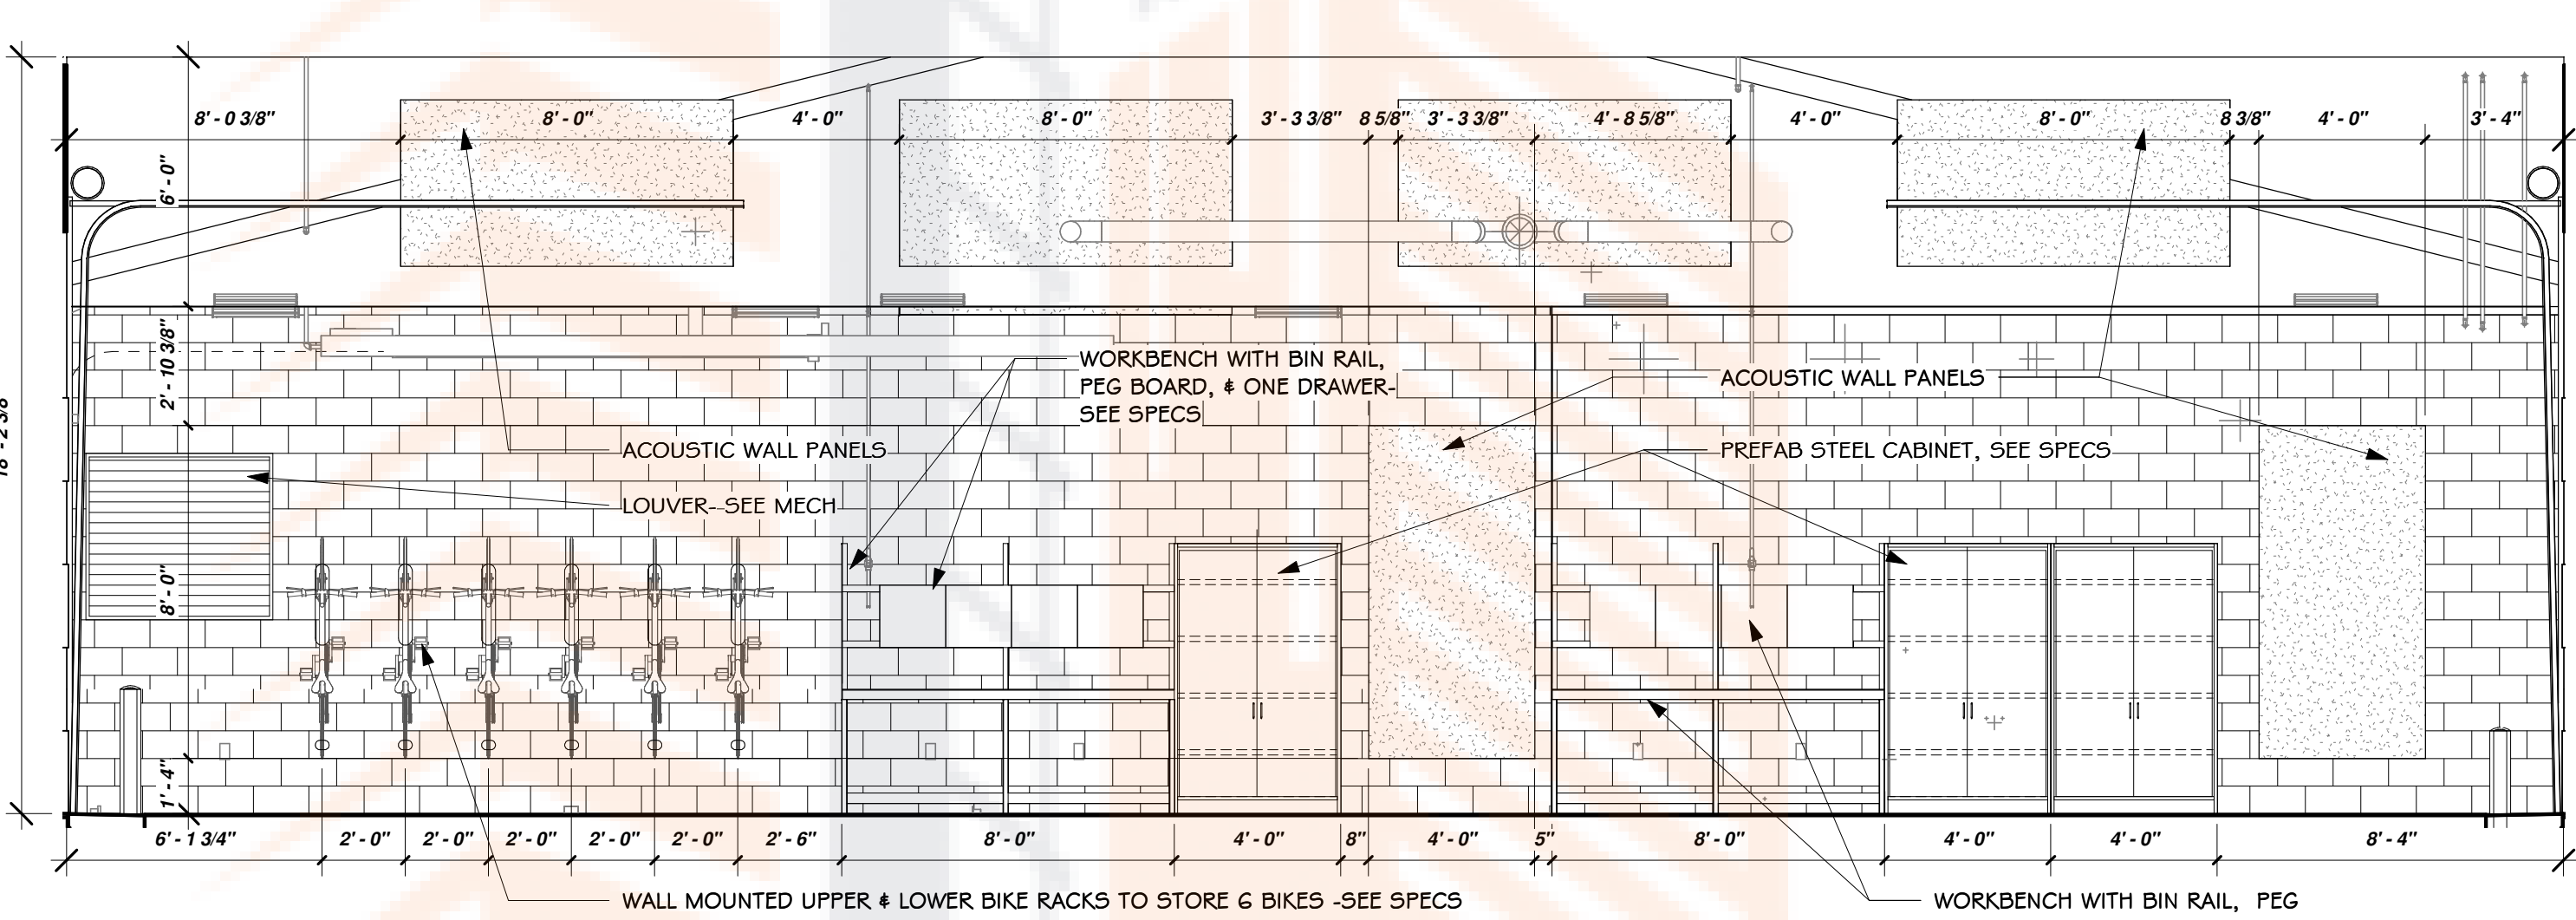 8' - 0 3/8" 8' - 0" 4' - 0" 8' - 0" 3' - 3 3/8" 8 5/8" 3' - 3 3/8" 4' - 8 5/8" 4' - 0" 8' - 0" 8 3/8" 4' - 0" 3' - 4"
6' - 0"
2' - 10 3/8"
8' - 0"
1' - 4"
WORKBENCH WITH BIN RAIL,
PEG BOARD, & ONE DRAWER-
SEE SPECS
ACOUSTIC WALL PANELS
ACOUSTIC WALL PANELS
PREFAB STEEL CABINET, SEE SPECS
LOUVER--SEE MECH
6' - 1 3/4" 2' - 0" 2' - 0" 2' - 0" 2' - 0" 2' - 0" 2' - 6" 8' - 0" 4' - 0" 8" 4' - 0" 5" 8' - 0" 4' - 0" 4' - 0" 8' - 4"
WALL MOUNTED UPPER & LOWER BIKE RACKS TO STORE 6 BIKES -SEE SPECS
WORKBENCH WITH BIN RAIL, PEG